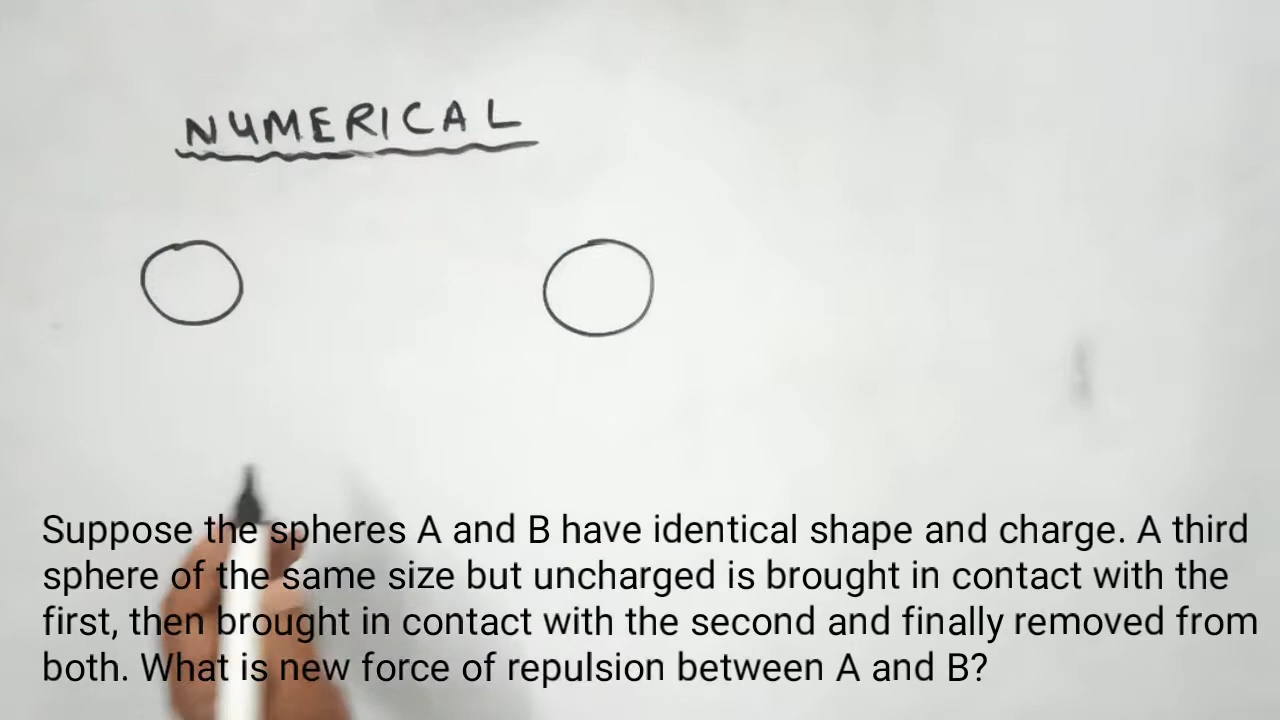 NUMERICAL
Suppose the spheres A and B have identical shape and charge. A third
sphere of the same size but uncharged is brought in contact with the
first, then brought in contact with the second and finally removed from
both. What is new force of repulsion between A and B?